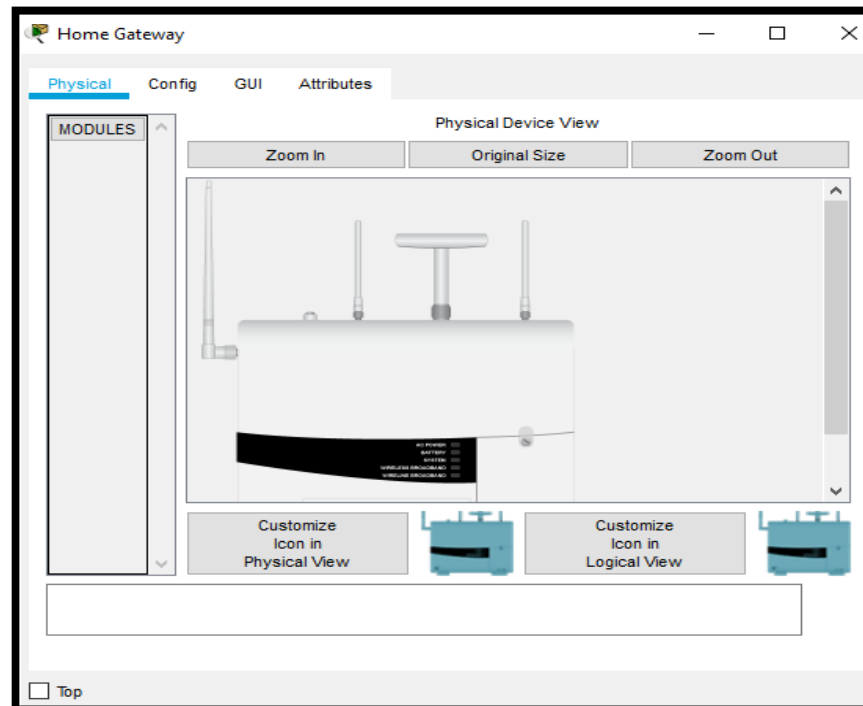 Home Gateway
Physical Config GUI Attributes
MODULES
Physical Device View
Zoom In Original Size Zoom Out
AC POWER
BATTERY
SYSTEM
WIRELESS BROADBAND
WIRELINE BROADBAND
Customize
Icon in
Physical View
Customize
Icon in
Logical View
Top